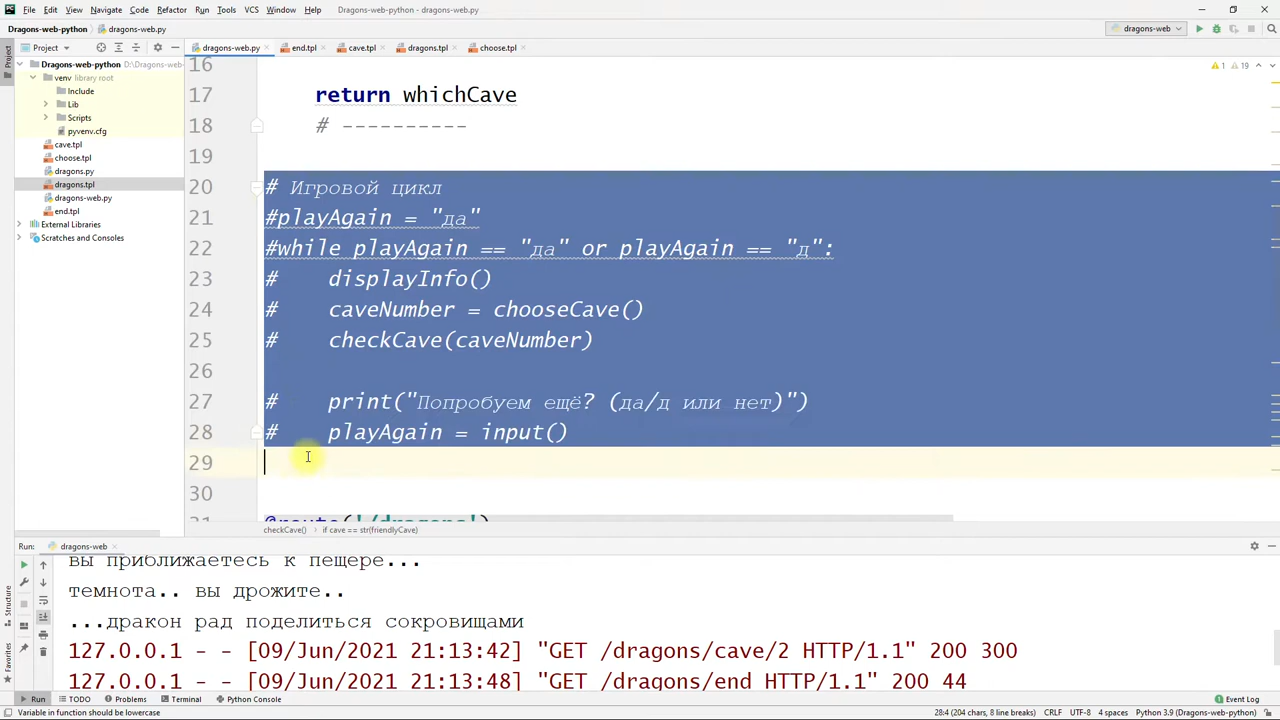 File Edit View Navigate Code Refactor Run Tools VCS Window Help Dragons-web-python - dragons-web.py
Dragons-web-python dragons-web.py dragons-web
Project dragons-web.py end.tpl cave.tpl dragons.tpl choose.tpl
Project
Dragons-web-python D:\Dragons-web
venv library root
Include
Lib
Scripts
pyvenv.cfg
cave.tpl
choose.tpl
dragons.py
dragons.tpl
dragons-web.py
end.tpl
External Libraries
Scratches and Consoles
1 19
16
17 return whichCave
18 # ----------
19
20 # Игровой цикл
21 #playAgain = "да"
22 #while playAgain == "да" or playAgain == "д":
23 # displayInfo()
24 # caveNumber = chooseCave()
25 # checkCave(caveNumber)
26
27 # print("Попробуем ещё? (да/д или нет)")
28 # playAgain = input()
29
30
31 @route('/dragons')
checkCave() if cave == str(friendlyCave)
Run: dragons-web
вы приближаетесь к пещере...
темнота.. вы дрожите..
...дракон рад поделиться сокровищами
127.0.0.1 - - [09/Jun/2021 21:13:42] "GET /dragons/cave/2 HTTP/1.1" 200 300
127.0.0.1 - - [09/Jun/2021 21:13:48] "GET /dragons/end HTTP/1.1" 200 44
Structure
Favorites
Run TODO Problems Terminal Python Console Event Log
Variable in function should be lowercase 28:4 (204 chars, 8 line breaks) CRLF UTF-8 4 spaces Python 3.9 (Dragons-web-python)